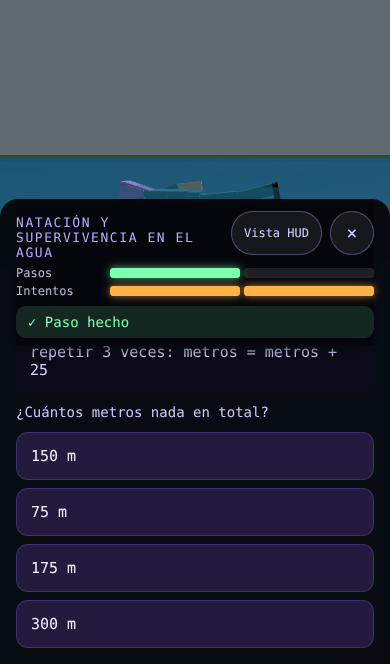 NATACIÓN Y
SUPERVIVENCIA EN EL
AGUA
Vista HUD
×
Pasos
Intentos
✓ Paso hecho
repetir 3 veces: metros = metros +
25
¿Cuántos metros nada en total?
150 m
75 m
175 m
300 m